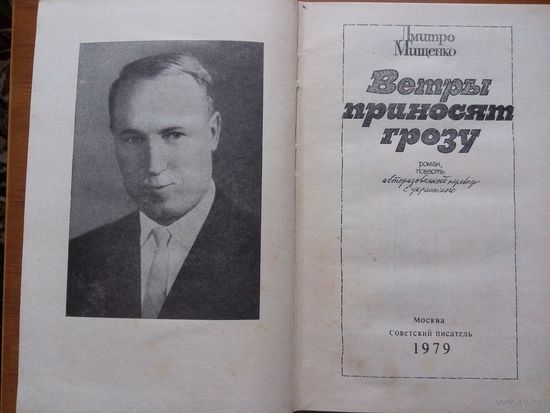 Дмитро
Мищенко
Ветры
приносят
грозу
роман,
повесть
авторизованный перевод
с украинского
Москва
Советский писатель
1979